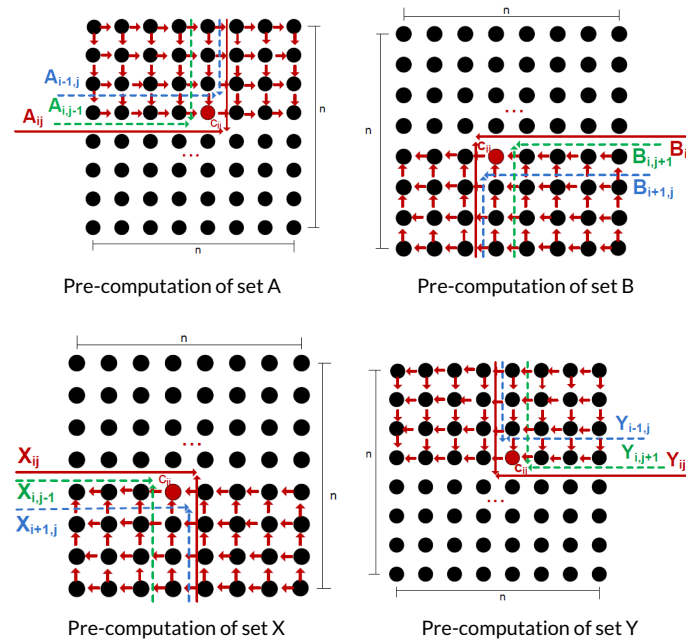 n
n
A i-1,j
A i,j-1
A ij
c ij
...
Pre-computation of set A
n
n
...
c ij
B i
B i,j+1
B i+1,j
Pre-computation of set B
n
n
...
X ij
c ij
X i,j-1
X i+1,j
Pre-computation of set X
n
n
Y i-1,j
Y i,j+1
c ij
Y ij
...
Pre-computation of set Y